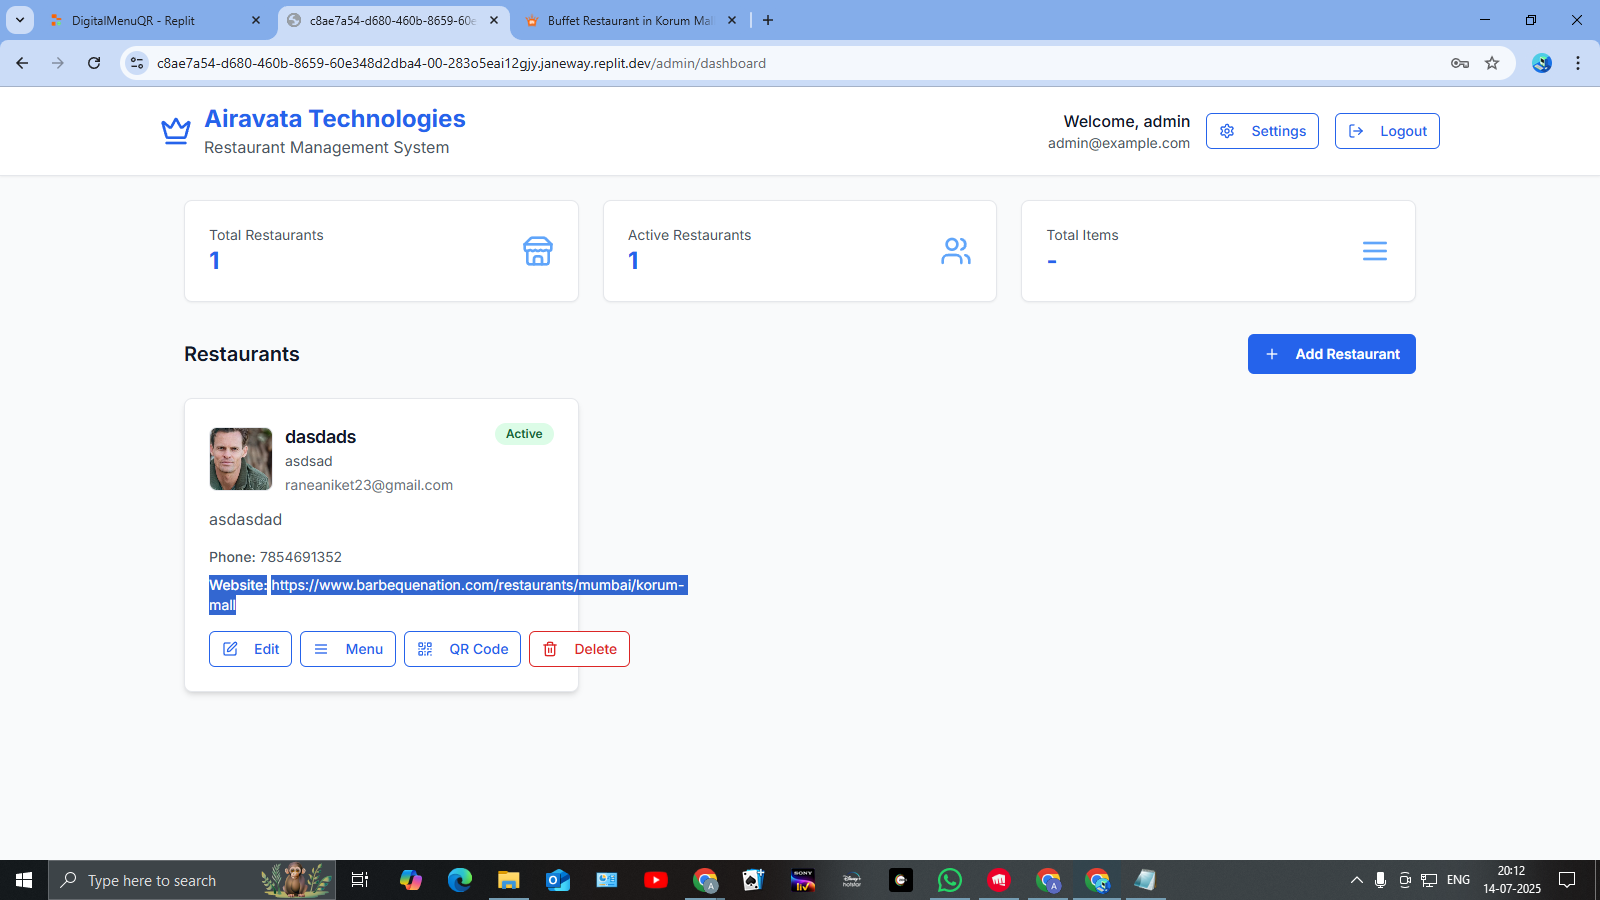 DigitalMenuQR - Replit
c8ae7a54-d680-460b-8659-60e
Buffet Restaurant in Korum Mal
c8ae7a54-d680-460b-8659-60e348d2dba4-00-283o5eai12gjy.janeway.replit.dev/admin/dashboard
Airavata Technologies
Restaurant Management System
Welcome, admin
admin@example.com
Settings
Logout
Total Restaurants
1
Active Restaurants
1
Total Items
-
Restaurants
+ Add Restaurant
dasdads
Active
asdsad
raneaniket23@gmail.com
asdasdad
Phone: 7854691352
Website: https://www.barbequenation.com/restaurants/mumbai/korum-
mall
Edit
Menu
QR Code
Delete
Type here to search
A
SONY
liv
Disney+
hotstar
A
ENG
20:12
14-07-2025